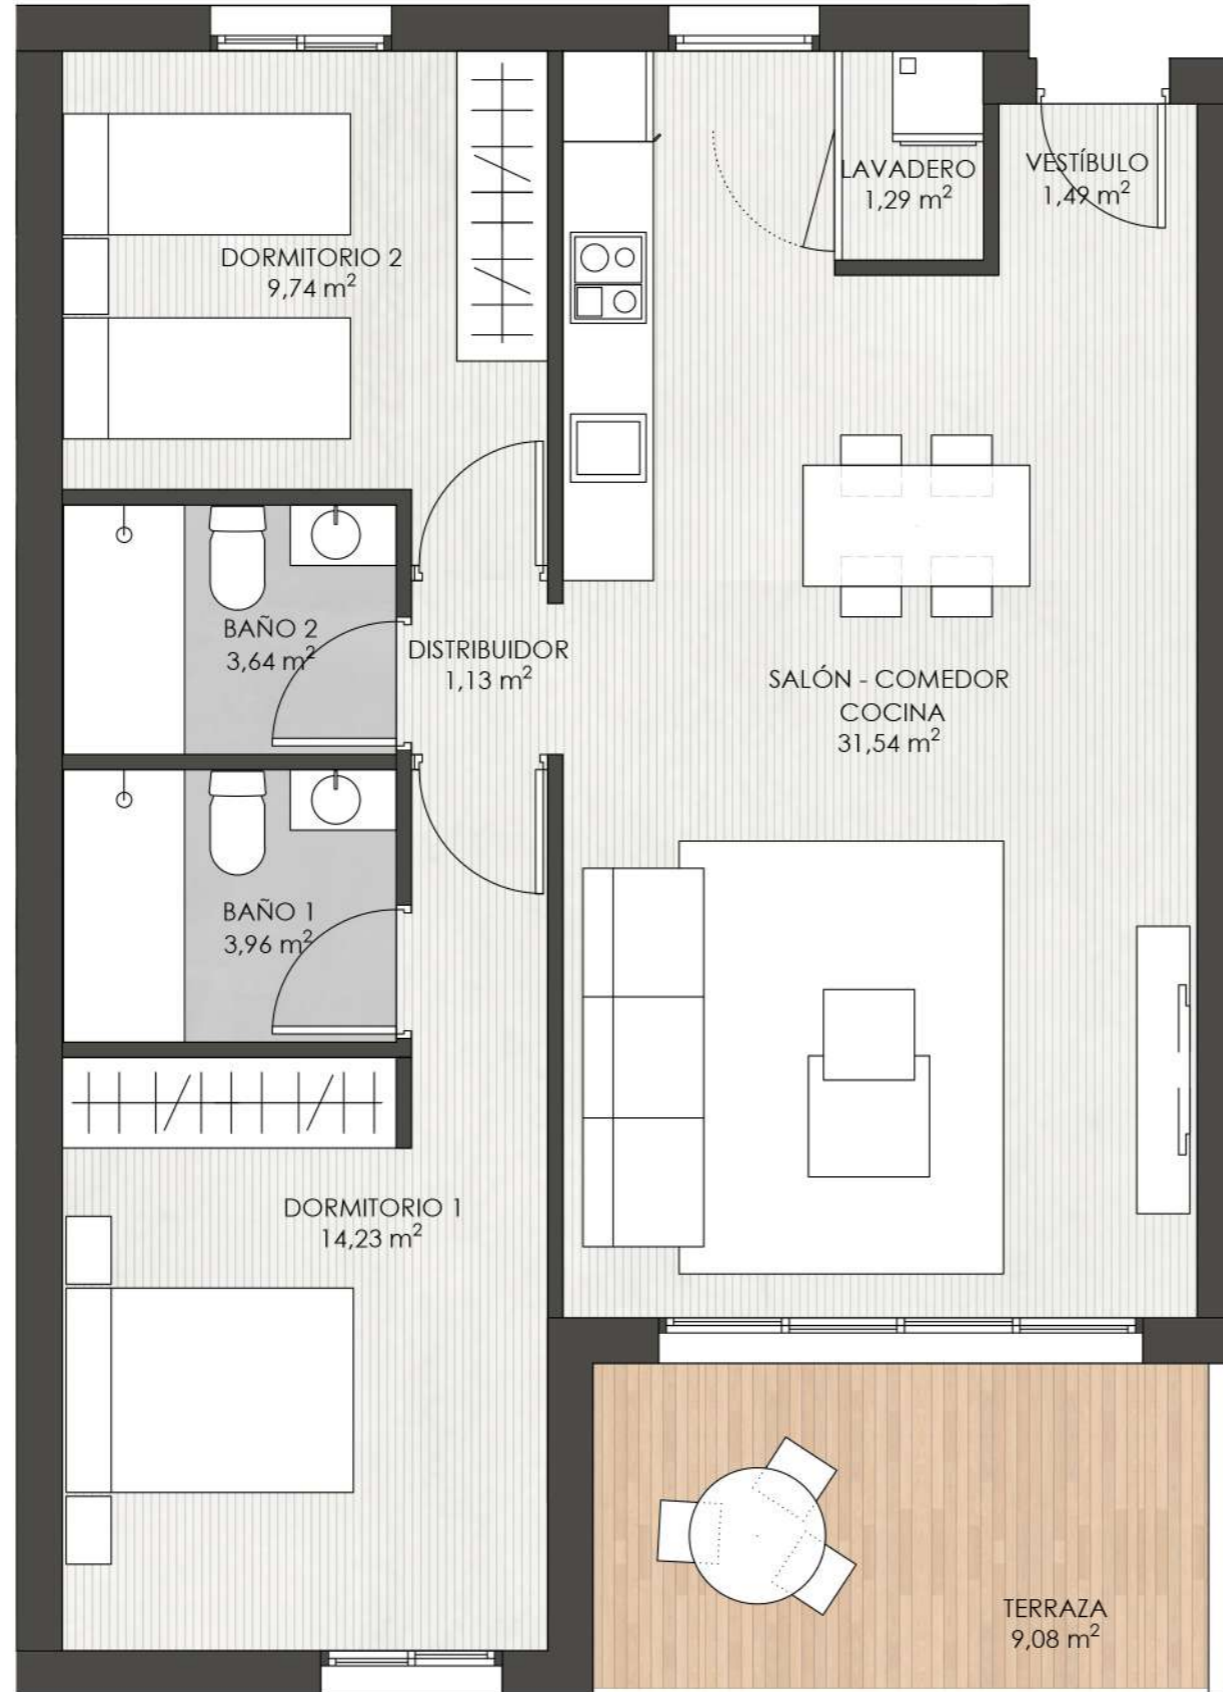 LAVADERO
1,29 m²
VESTÍBULO
1,49 m²
DORMITORIO 2
9,74 m²
BAÑO 2
3,64 m²
DISTRIBUIDOR
1,13 m²
SALÓN - COMEDOR
COCINA
31,54 m²
BAÑO 1
3,96 m²
DORMITORIO 1
14,23 m²
TERRAZA
9,08 m²